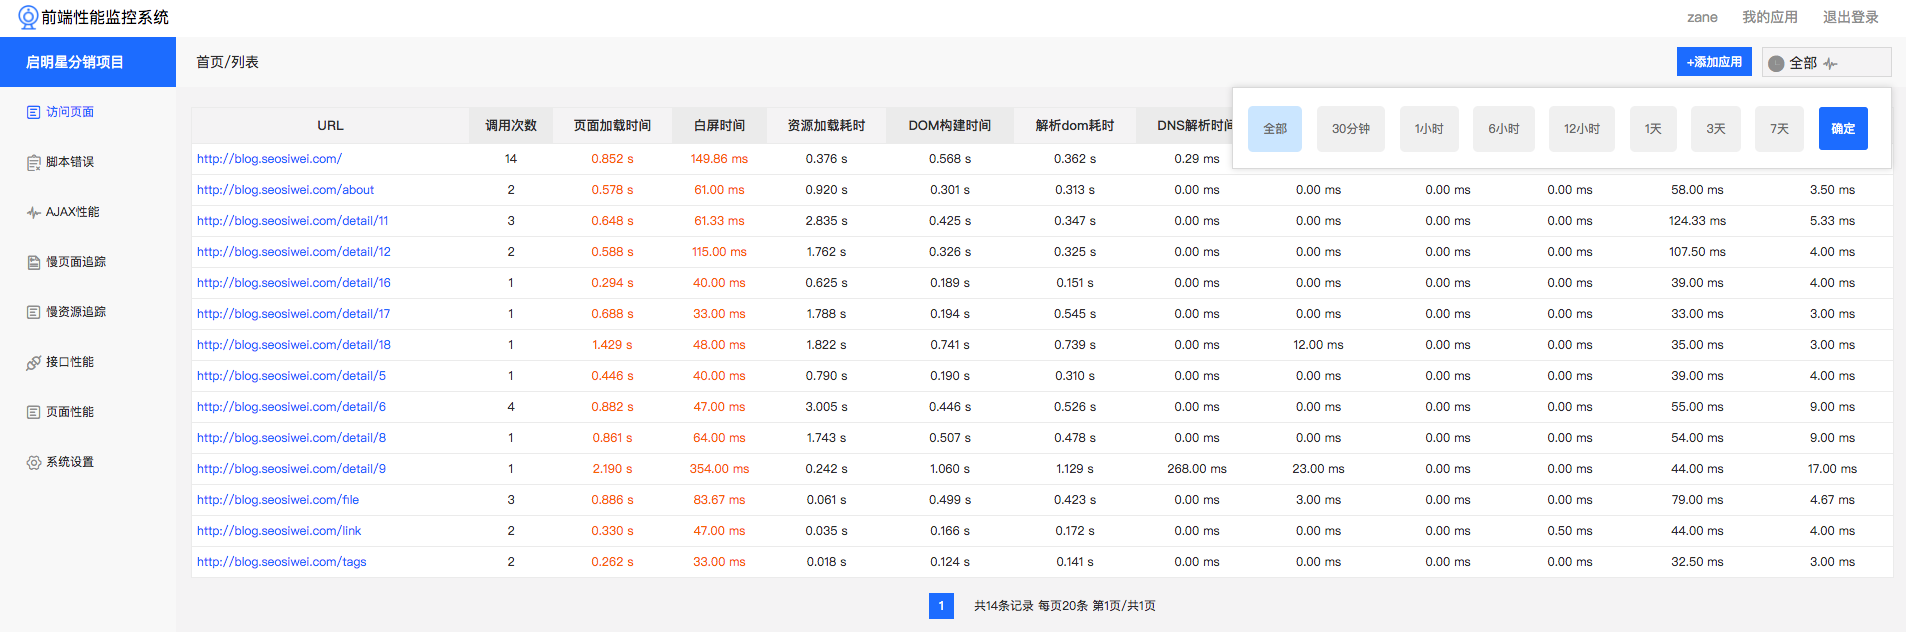 前端性能监控系统 zane 我的应用 退出登录
启明星分销项目 首页/列表 +添加应用 全部
访问页面
脚本错误
AJAX性能
慢页面追踪
慢资源追踪
接口性能
页面性能
系统设置
全部 30分钟 1小时 6小时 12小时 1天 3天 7天 确定
URL 调用次数 页面加载时间 白屏时间 资源加载耗时 DOM构建时间 解析dom耗时 DNS解析时间
http://blog.seosiwei.com/ 14 0.852 s 149.86 ms 0.376 s 0.568 s 0.362 s 0.29 ms
http://blog.seosiwei.com/about 2 0.578 s 61.00 ms 0.920 s 0.301 s 0.313 s 0.00 ms 0.00 ms 0.00 ms 0.00 ms 58.00 ms 3.50 ms
http://blog.seosiwei.com/detail/11 3 0.648 s 61.33 ms 2.835 s 0.425 s 0.347 s 0.00 ms 0.00 ms 0.00 ms 0.00 ms 124.33 ms 5.33 ms
http://blog.seosiwei.com/detail/12 2 0.588 s 115.00 ms 1.762 s 0.326 s 0.325 s 0.00 ms 0.00 ms 0.00 ms 0.00 ms 107.50 ms 4.00 ms
http://blog.seosiwei.com/detail/16 1 0.294 s 40.00 ms 0.625 s 0.189 s 0.151 s 0.00 ms 0.00 ms 0.00 ms 0.00 ms 39.00 ms 4.00 ms
http://blog.seosiwei.com/detail/17 1 0.688 s 33.00 ms 1.788 s 0.194 s 0.545 s 0.00 ms 0.00 ms 0.00 ms 0.00 ms 33.00 ms 3.00 ms
http://blog.seosiwei.com/detail/18 1 1.429 s 48.00 ms 1.822 s 0.741 s 0.739 s 0.00 ms 12.00 ms 0.00 ms 0.00 ms 35.00 ms 3.00 ms
http://blog.seosiwei.com/detail/5 1 0.446 s 40.00 ms 0.790 s 0.190 s 0.310 s 0.00 ms 0.00 ms 0.00 ms 0.00 ms 39.00 ms 4.00 ms
http://blog.seosiwei.com/detail/6 4 0.882 s 47.00 ms 3.005 s 0.446 s 0.526 s 0.00 ms 0.00 ms 0.00 ms 0.00 ms 55.00 ms 9.00 ms
http://blog.seosiwei.com/detail/8 1 0.861 s 64.00 ms 1.743 s 0.507 s 0.478 s 0.00 ms 0.00 ms 0.00 ms 0.00 ms 54.00 ms 9.00 ms
http://blog.seosiwei.com/detail/9 1 2.190 s 354.00 ms 0.242 s 1.060 s 1.129 s 268.00 ms 23.00 ms 0.00 ms 0.00 ms 44.00 ms 17.00 ms
http://blog.seosiwei.com/file 3 0.886 s 83.67 ms 0.061 s 0.499 s 0.423 s 0.00 ms 3.00 ms 0.00 ms 0.00 ms 79.00 ms 4.67 ms
http://blog.seosiwei.com/link 2 0.330 s 47.00 ms 0.035 s 0.166 s 0.172 s 0.00 ms 0.00 ms 0.00 ms 0.50 ms 44.00 ms 4.00 ms
http://blog.seosiwei.com/tags 2 0.262 s 33.00 ms 0.018 s 0.124 s 0.141 s 0.00 ms 0.00 ms 0.00 ms 0.00 ms 32.50 ms 3.00 ms
1 共14条记录 每页20条 第1页/共1页